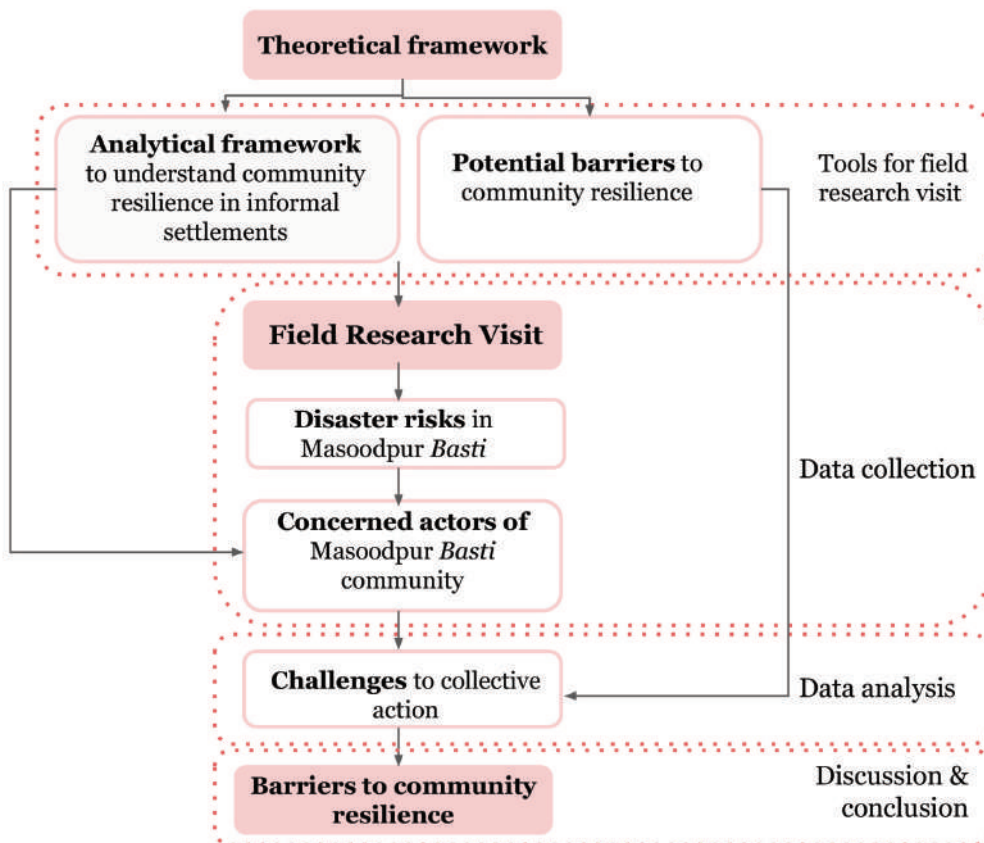 Theoretical framework
Analytical framework
to understand community
resilience in informal
settlements
Potential barriers to
community resilience
Tools for field
research visit
Field Research Visit
Disaster risks in
Masoodpur Basti
Data collection
Concerned actors of
Masoodpur Basti
community
Challenges to collective
action
Data analysis
Barriers to community
resilience
Discussion &
conclusion